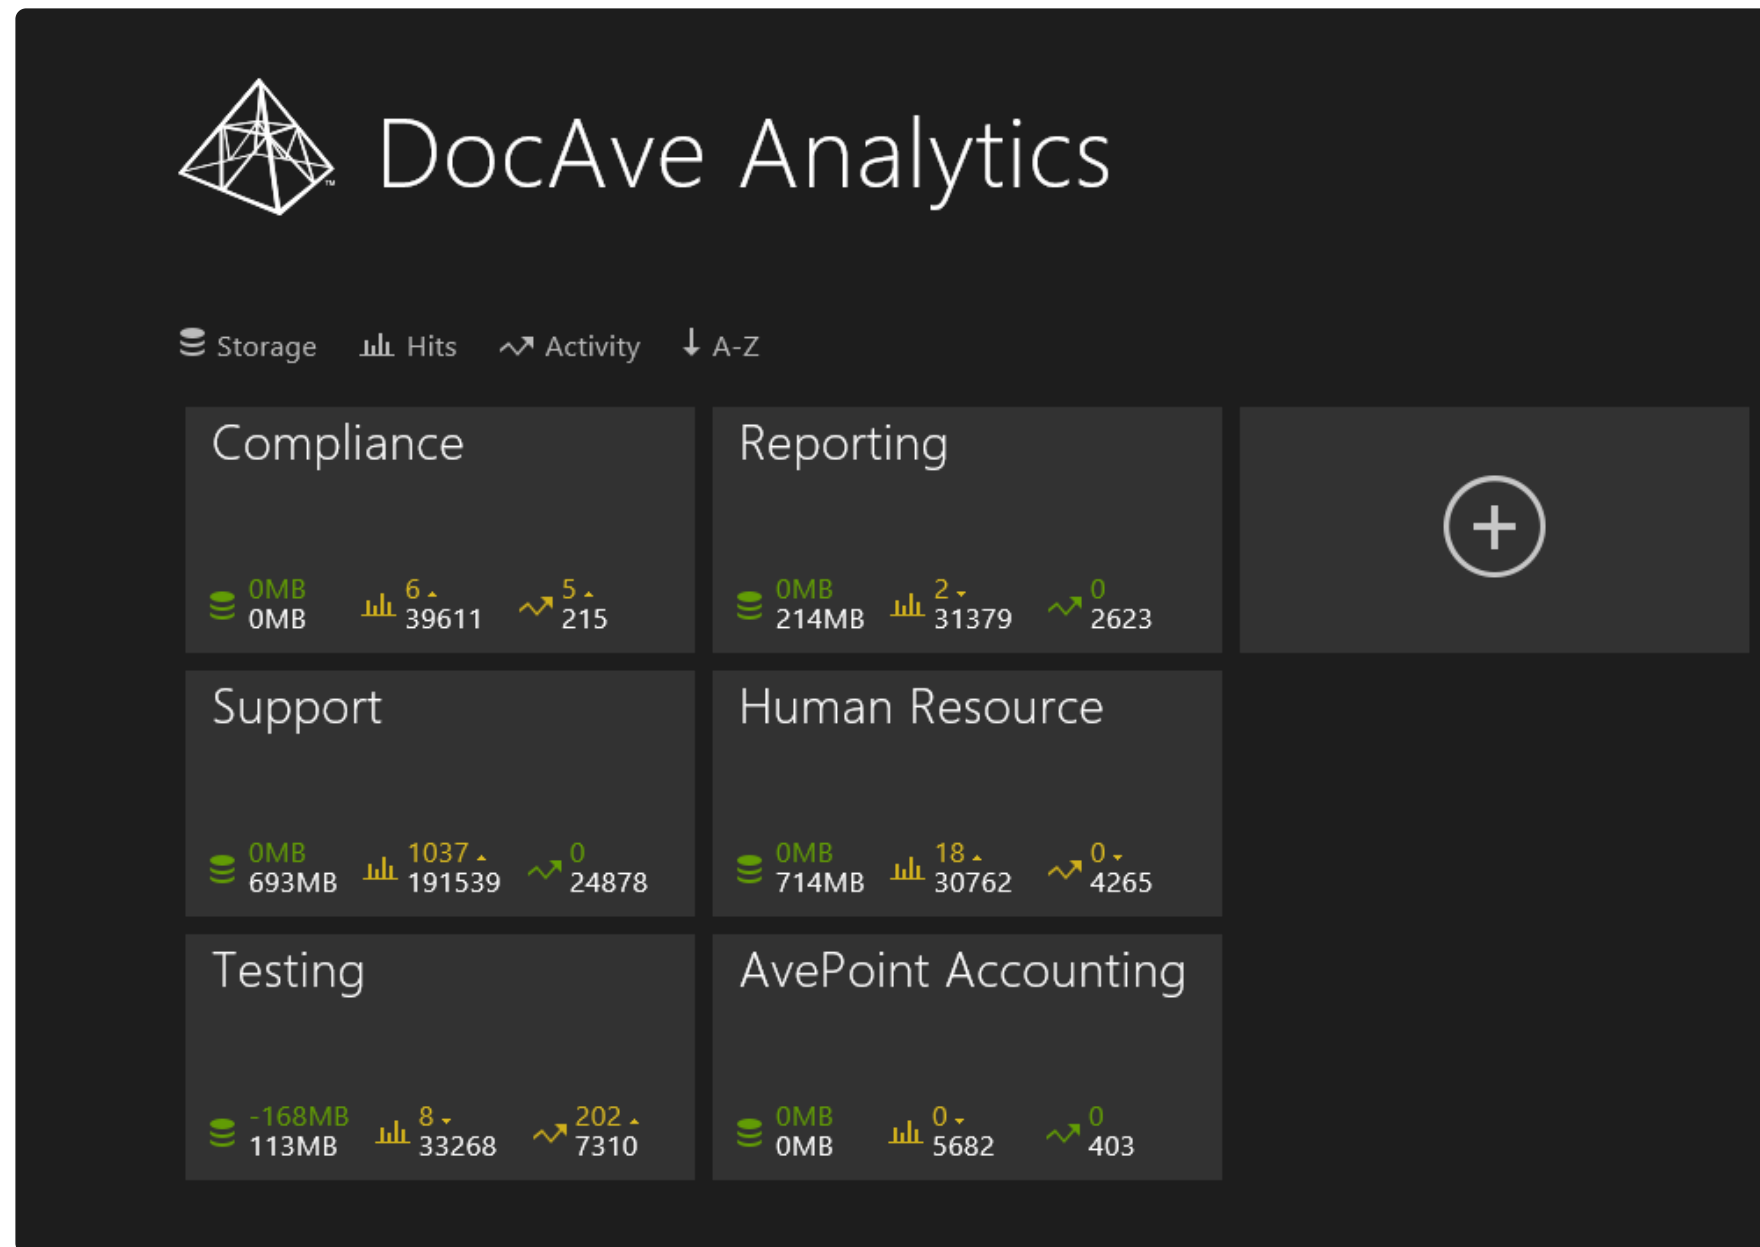 DocAve Analytics
™
Storage Hits Activity A-Z
Compliance
0MB 6 5
0MB 39611 215
Reporting
0MB 2 0
214MB 31379 2623
Support
0MB 1037 0
693MB 191539 24878
Human Resource
0MB 18 0
714MB 30762 4265
Testing
-168MB 8 202
113MB 33268 7310
AvePoint Accounting
0MB 0 0
0MB 5682 403